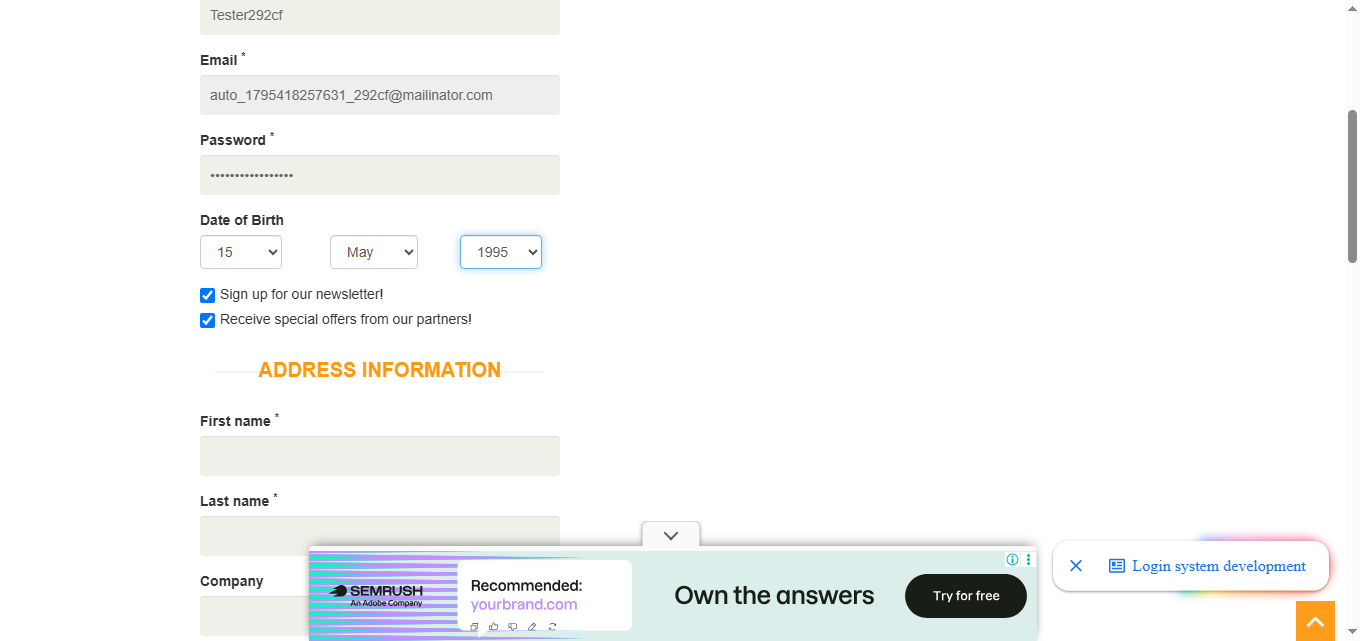 Tester292cf
Email *
auto_1795418257631_292cf@mailinator.com
Password *
•••••••••••••••••
Date of Birth
15 May 1995
Sign up for our newsletter!
Receive special offers from our partners!
ADDRESS INFORMATION
First name *
Last name *
Company
SEMRUSH
An Adobe Company
Recommended:
yourbrand.com
Own the answers
Try for free
Login system development